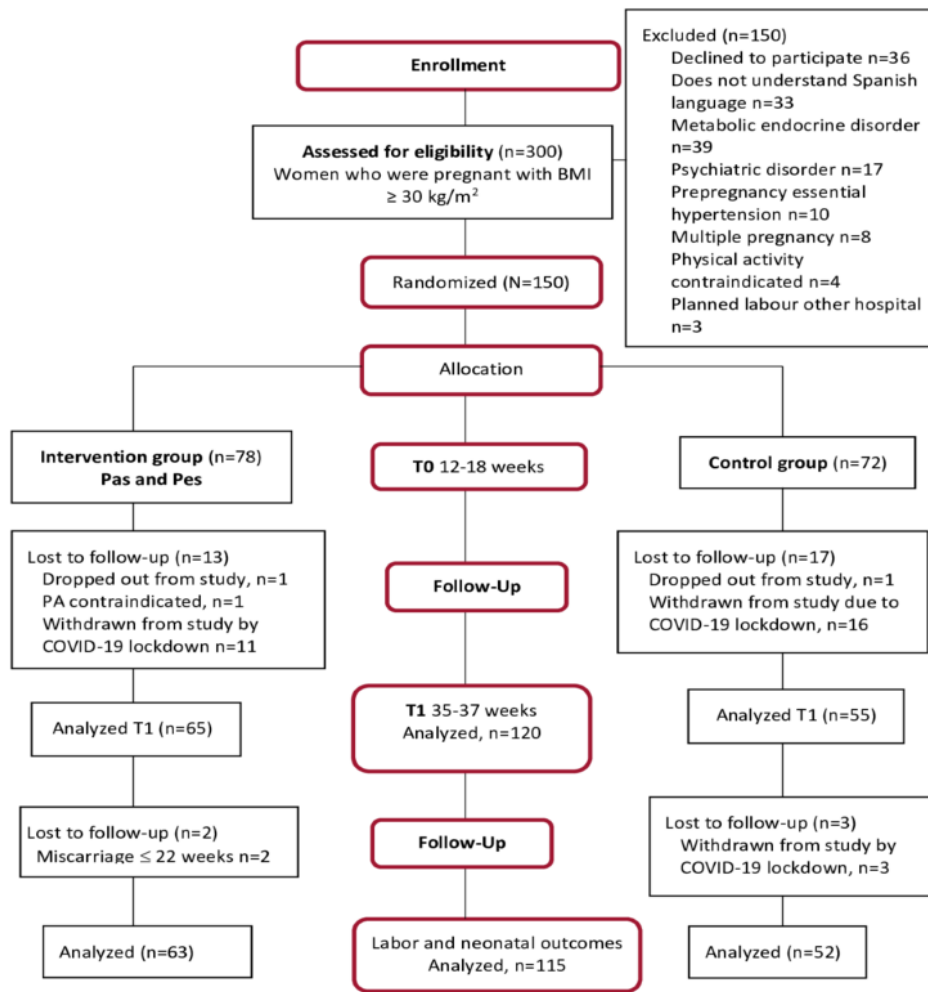 Enrollment
Assessed for eligibility (n=300)
Women who were pregnant with BMI
≥ 30 kg/m²
Excluded (n=150)
Declined to participate n=36
Does not understand Spanish
language n=33
Metabolic endocrine disorder
n=39
Psychiatric disorder n=17
Prepregnancy essential
hypertension n=10
Multiple pregnancy n=8
Physical activity
contraindicated n=4
Planned labour other hospital
n=3
Randomized (N=150)
Allocation
Intervention group (n=78)
Pas and Pes
T0 12-18 weeks
Control group (n=72)
Lost to follow-up (n=13)
Dropped out from study, n=1
PA contraindicated, n=1
Withdrawn from study by
COVID-19 lockdown n=11
Follow-Up
Lost to follow-up (n=17)
Dropped out from study, n=1
Withdrawn from study due to
COVID-19 lockdown, n=16
Analyzed T1 (n=65)
T1 35-37 weeks
Analyzed, n=120
Analyzed T1 (n=55)
Lost to follow-up (n=2)
Miscarriage ≤ 22 weeks n=2
Follow-Up
Lost to follow-up (n=3)
Withdrawn from study by
COVID-19 lockdown, n=3
Analyzed (n=63)
Labor and neonatal outcomes
Analyzed, n=115
Analyzed (n=52)